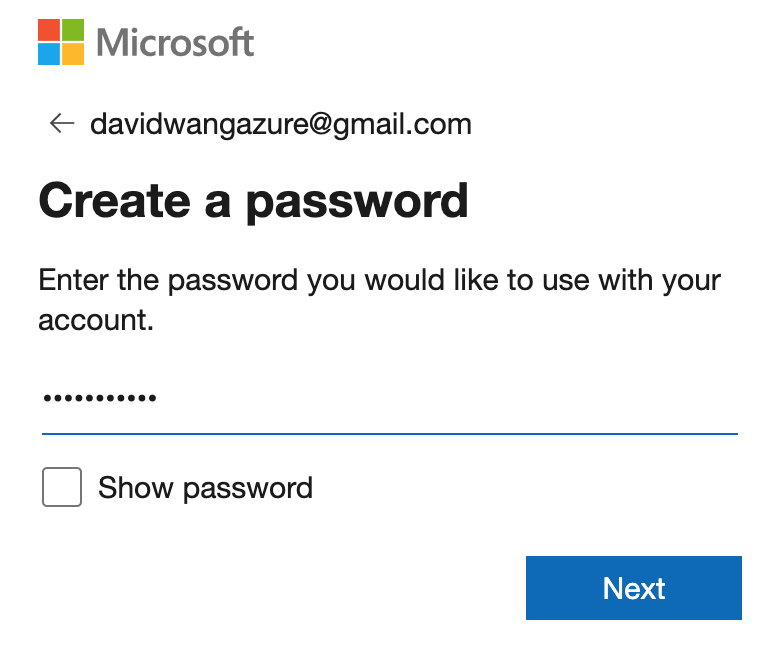 Microsoft
← davidwangazure@gmail.com
Create a password
Enter the password you would like to use with your
account.
•••••••••••
Show password
Next